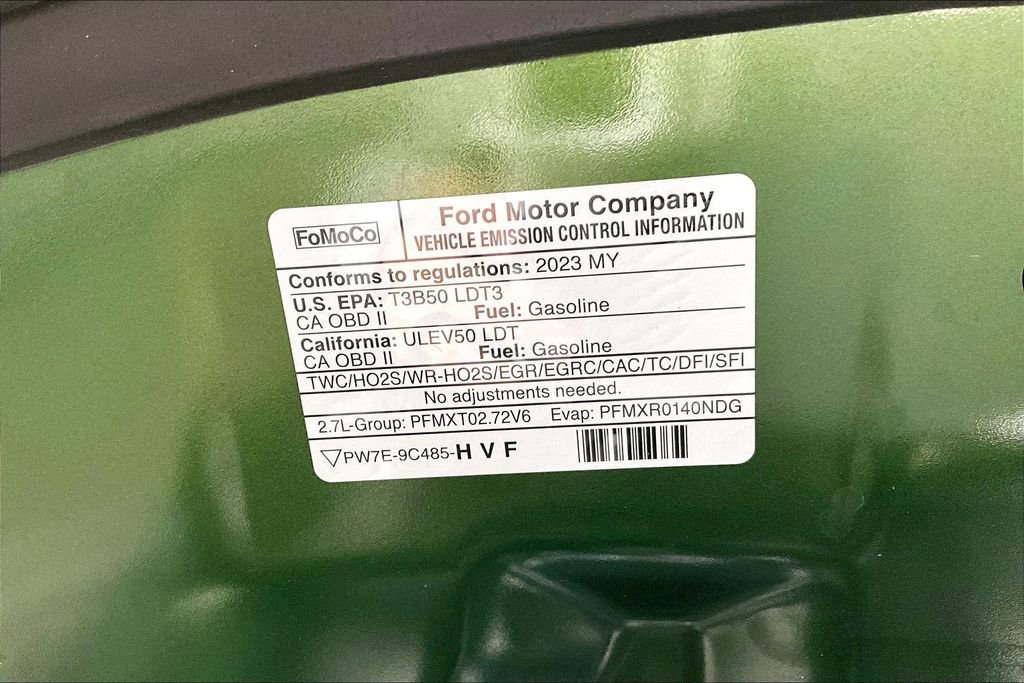 FoMoCo
Ford Motor Company
VEHICLE EMISSION CONTROL INFORMATION
Conforms to regulations: 2023 MY
U.S. EPA: T3B50 LDT3
CA OBD II Fuel: Gasoline
California: ULEV50 LDT
CA OBD II Fuel: Gasoline
TWC/HO2S/WR-HO2S/EGR/EGRC/CAC/TC/DFI/SFI
No adjustments needed.
2.7L-Group: PFMXT02.72V6 Evap: PFMXR0140NDG
PW7E-9C485-H V F